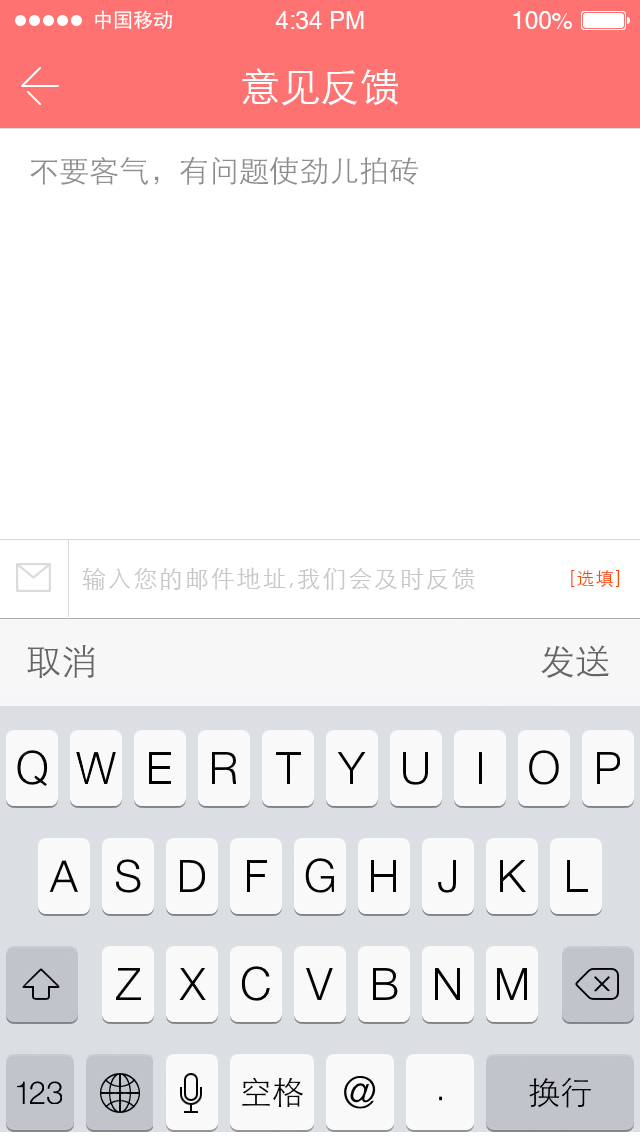 中国移动 4:34 PM 100%
意见反馈
不要客气，有问题使劲儿拍砖
输入您的邮件地址,我们会及时反馈 [选填]
取消 发送
Q W E R T Y U I O P
A S D F G H J K L
Z X C V B N M
123 空格 @ . 换行